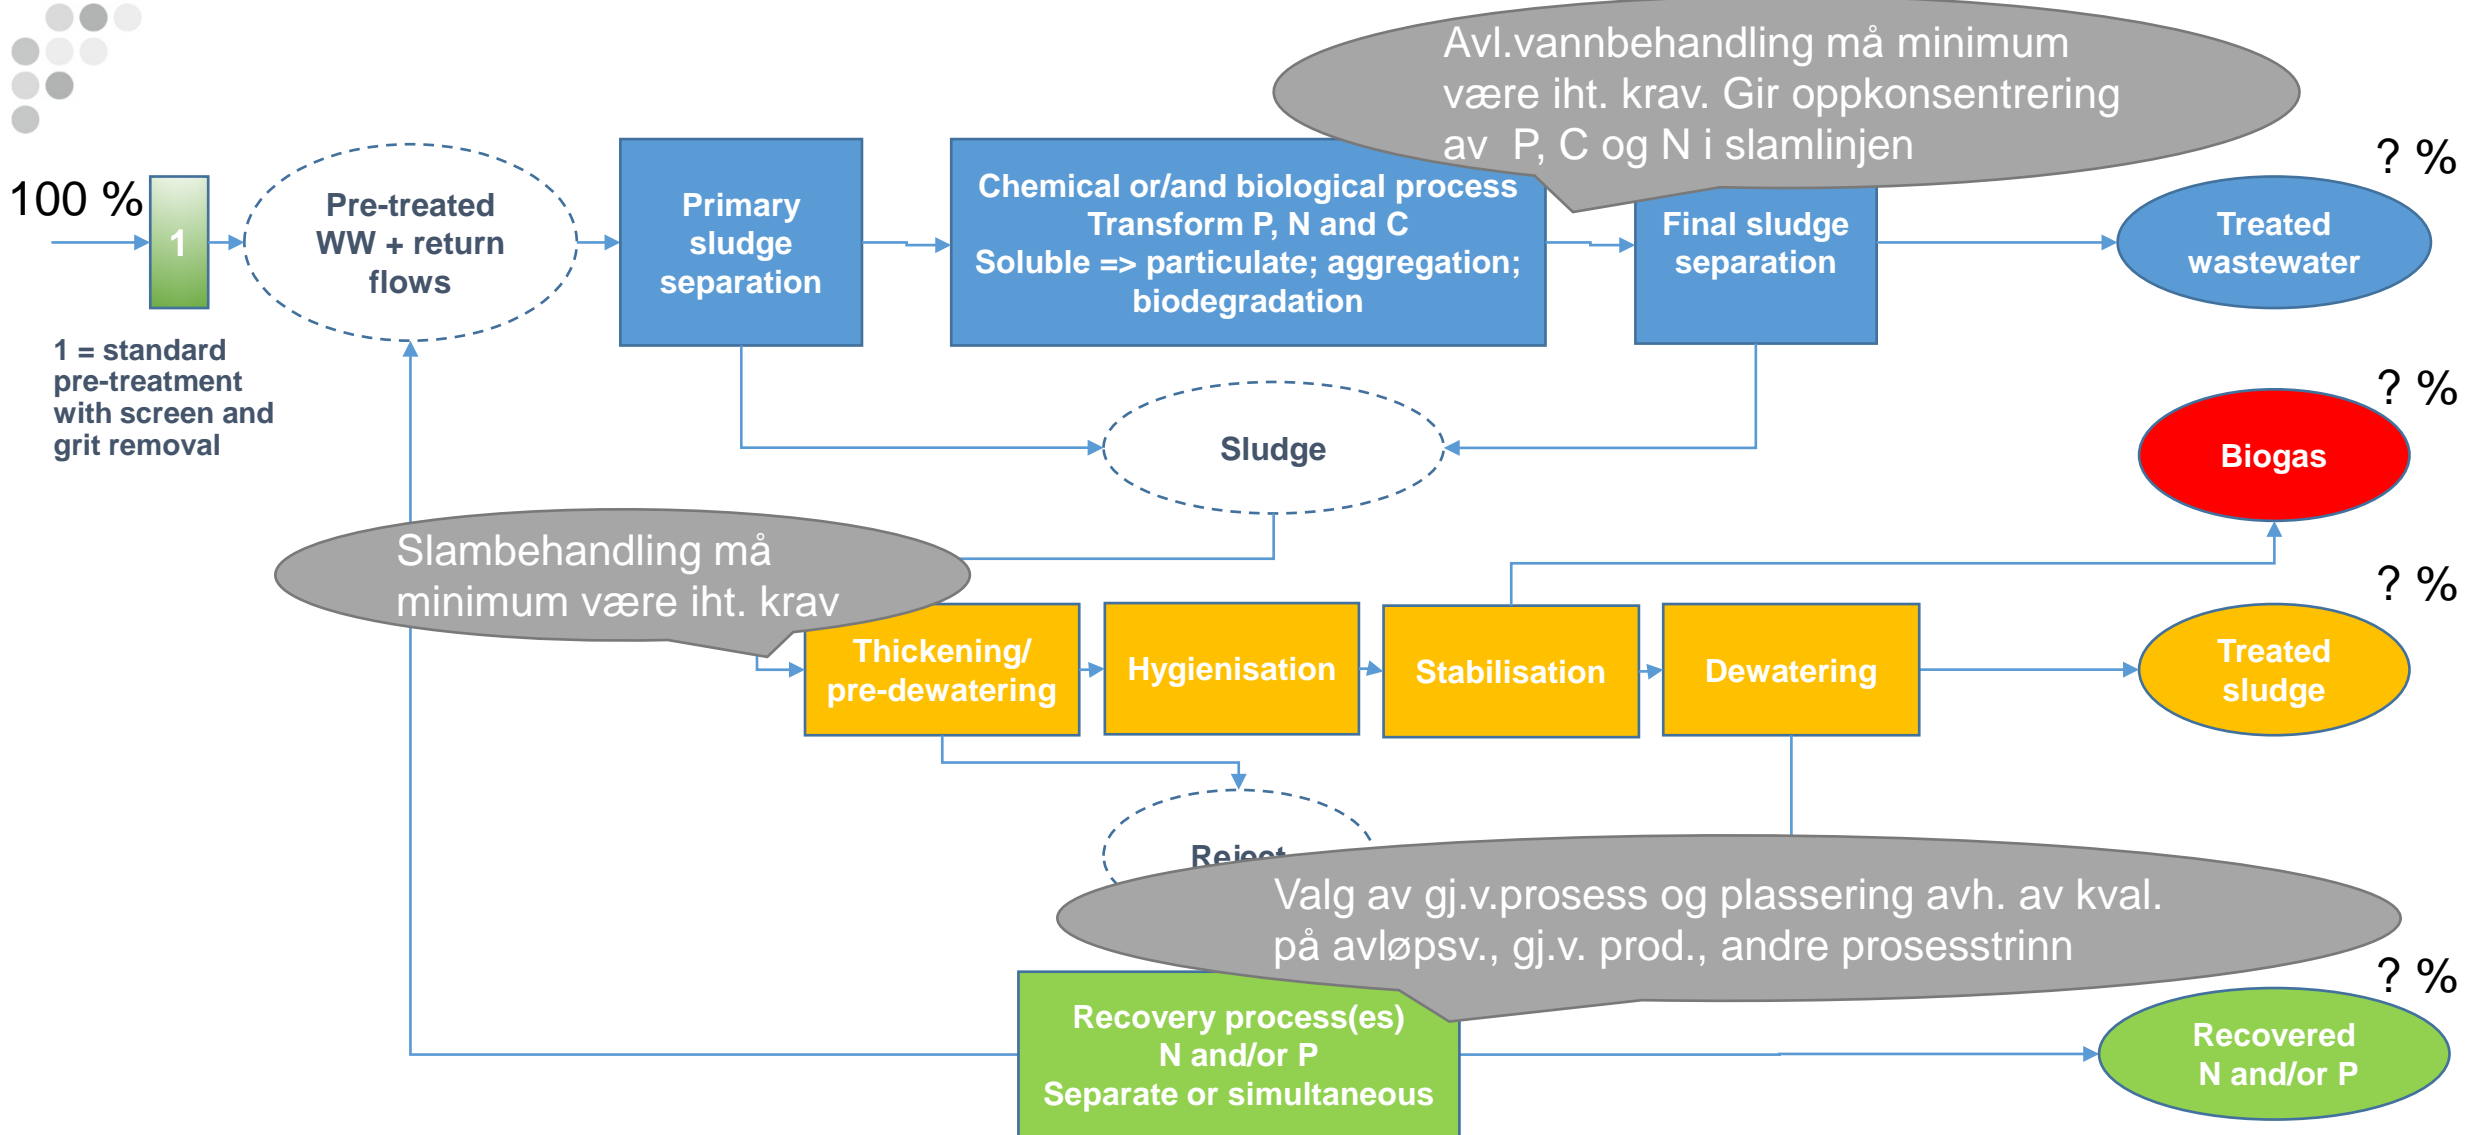 Avl.vannbehandling må minimum
være iht. krav. Gir oppkonsentrering
av P, C og N i slamlinjen
100 %
1
Pre-treated
WW + return
flows
Primary
sludge
separation
Chemical or/and biological process
Transform P, N and C
Soluble => particulate; aggregation;
biodegradation
Final sludge
separation
? %
Treated
wastewater
1 = standard
pre-treatment
with screen and
grit removal
Sludge
? %
Biogas
Slambehandling må
minimum være iht. krav
Thickening/
pre-dewatering
Hygienisation
Stabilisation
Dewatering
? %
Treated
sludge
Reject
Valg av gj.v.prosess og plassering avh. av kval.
på avløpsv., gj.v. prod., andre prosesstrinn
Recovery process(es)
N and/or P
Separate or simultaneous
? %
Recovered
N and/or P